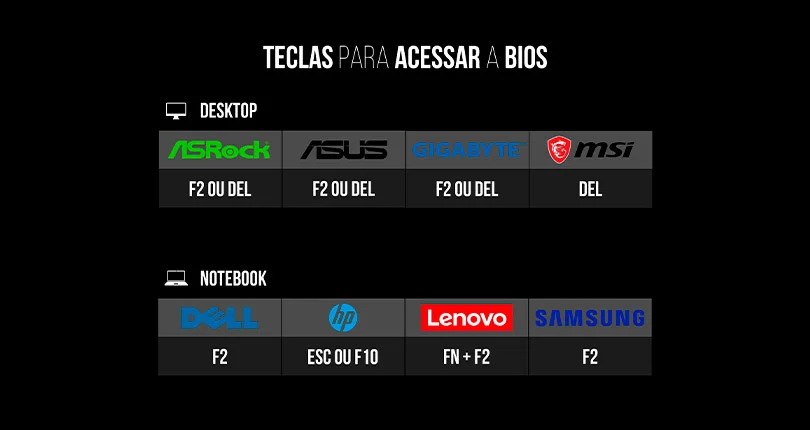 TECLAS PARA ACESSAR A BIOS
DESKTOP
ASRock ASUS GIGABYTE™ msi
F2 OU DEL F2 OU DEL F2 OU DEL DEL
NOTEBOOK
DELL hp Lenovo SAMSUNG
F2 ESC OU F10 FN + F2 F2